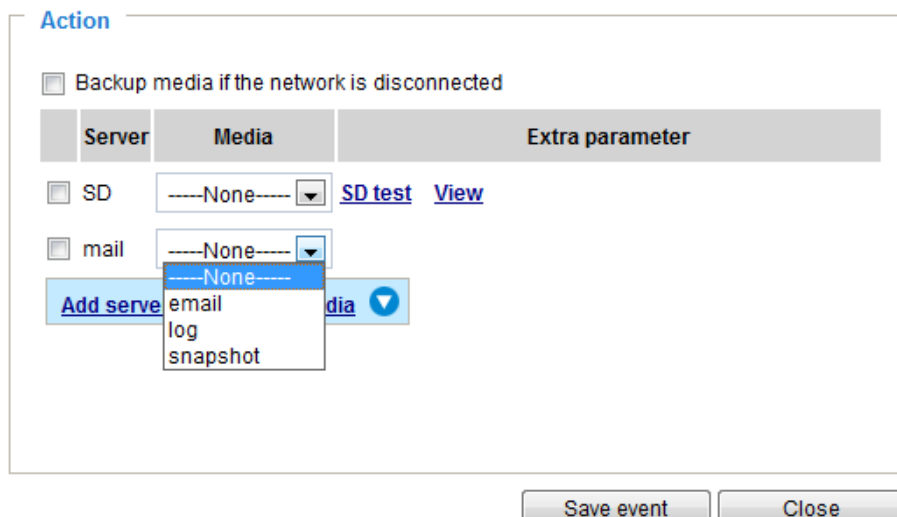 Action
Backup media if the network is disconnected
Server Media Extra parameter
SD -----None----- SD test View
mail -----None-----
-----None-----
email
log
snapshot
Add serve dia
Save event Close